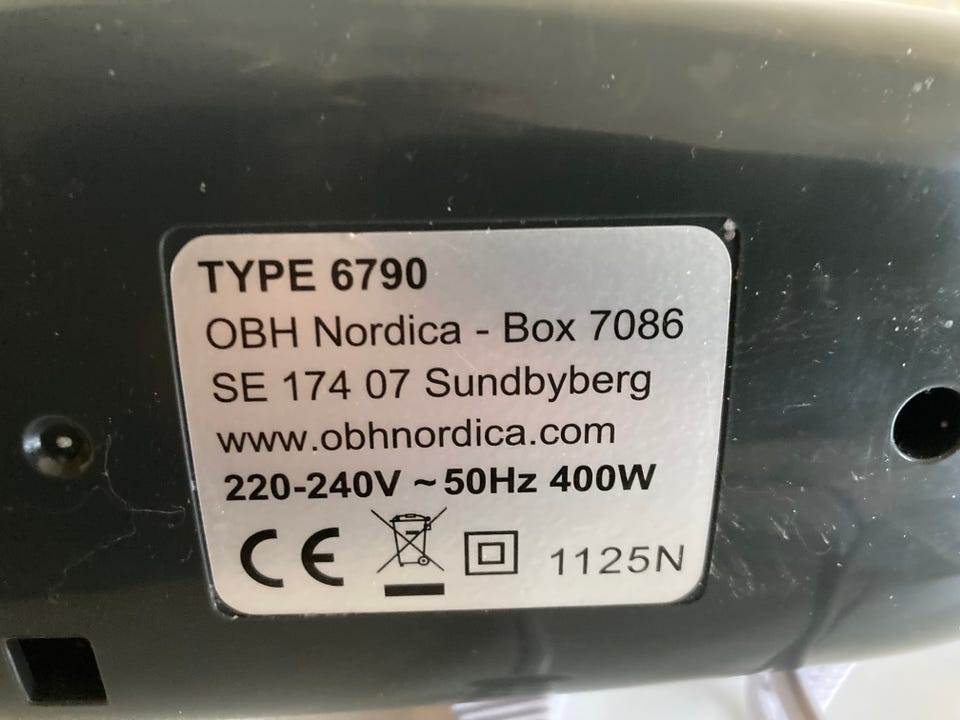 TYPE 6790
OBH Nordica - Box 7086
SE 174 07 Sundbyberg
www.obhnordica.com
220-240V ~ 50Hz 400W
CE 1125N